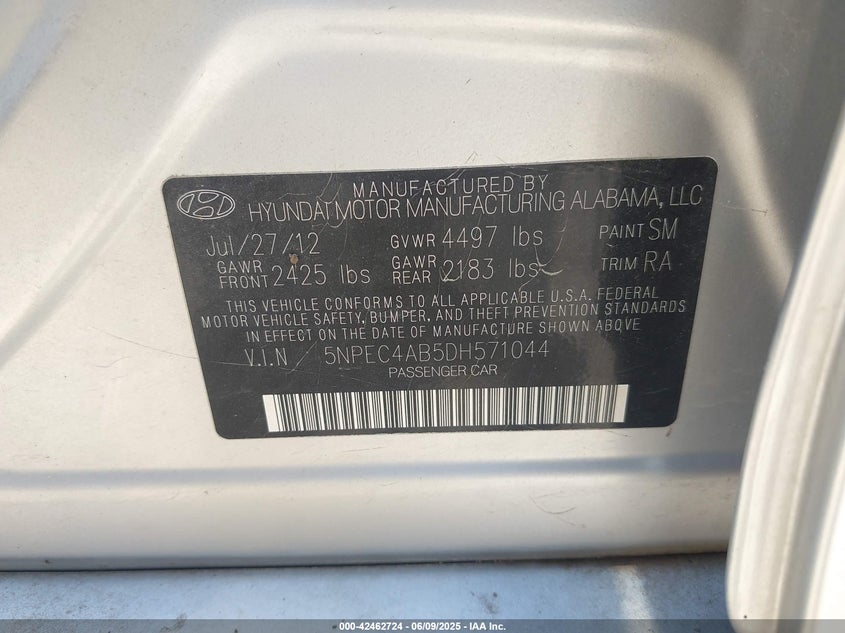 MANUFACTURED BY
HYUNDAI MOTOR MANUFACTURING ALABAMA, LLC
Jul/27/12 GVWR 4497 lbs PAINT SM
GAWR FRONT 2425 lbs GAWR REAR 2183 lbs TRIM RA
THIS VEHICLE CONFORMS TO ALL APPLICABLE U.S.A. FEDERAL
MOTOR VEHICLE SAFETY, BUMPER, AND THEFT PREVENTION STANDARDS
IN EFFECT ON THE DATE OF MANUFACTURE SHOWN ABOVE.
V.I.N 5NPEC4AB5DH571044
PASSENGER CAR
000-42462724 | 06/09/2025 - IAA Inc.